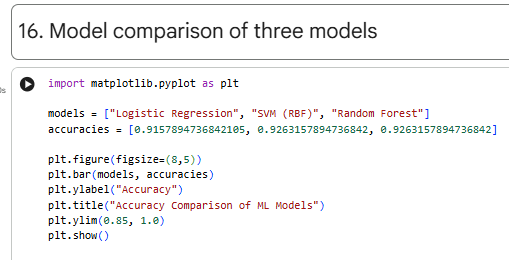 16. Model comparison of three models
import matplotlib.pyplot as plt
models = ["Logistic Regression", "SVM (RBF)", "Random Forest"]
accuracies = [0.9157894736842105, 0.9263157894736842, 0.9263157894736842]
plt.figure(figsize=(8,5))
plt.bar(models, accuracies)
plt.ylabel("Accuracy")
plt.title("Accuracy Comparison of ML Models")
plt.ylim(0.85, 1.0)
plt.show()